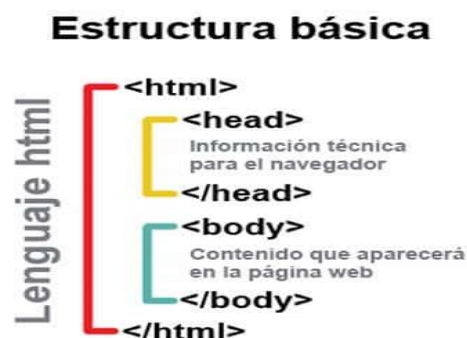 Estructura básica
Lenguaje html
<html>
<head>
Información técnica
para el navegador
</head>
<body>
Contenido que aparecerá
en la página web
</body>
</html>